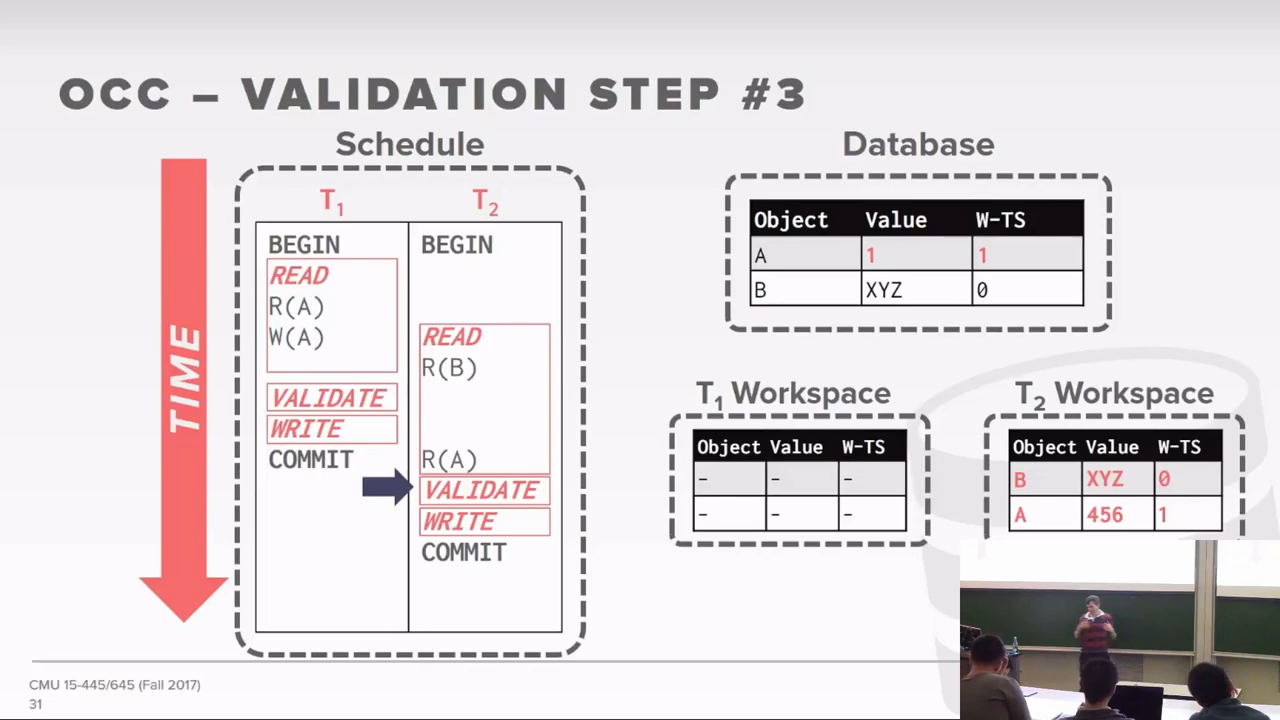 OCC – VALIDATION STEP #3
Schedule
TIME
T1 T2
BEGIN BEGIN
READ
R(A)
W(A) READ
R(B)
VALIDATE
WRITE
COMMIT R(A)
VALIDATE
WRITE
COMMIT
Database
Object Value W-TS
A 1 1
B XYZ 0
T1 Workspace
Object Value W-TS
– – –
– – –
T2 Workspace
Object Value W-TS
B XYZ 0
A 456 1
CMU 15-445/645 (Fall 2017)
31